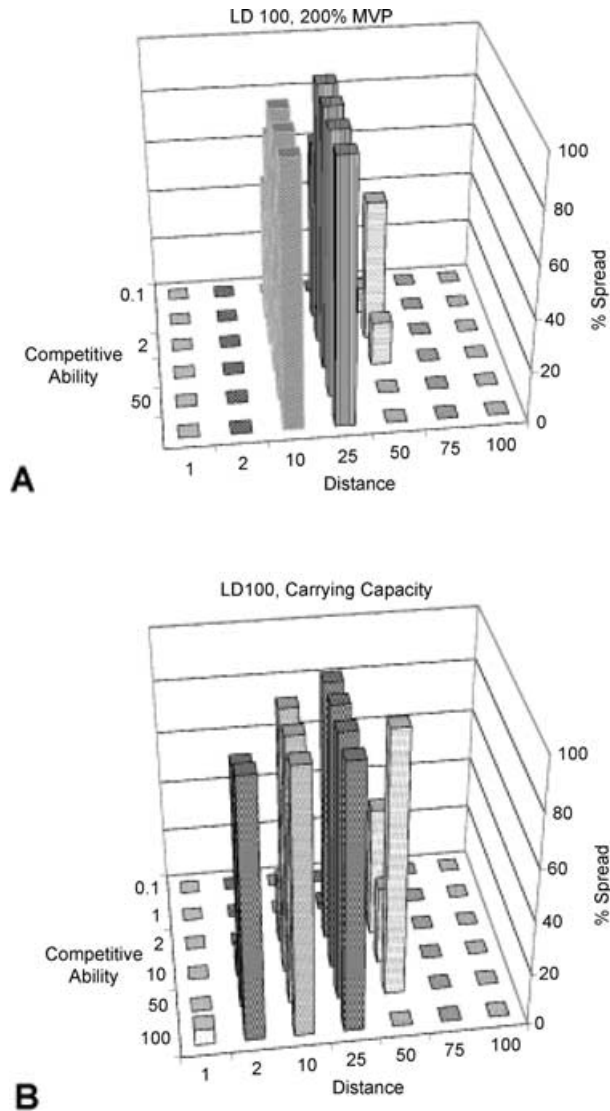 LD 100, 200% MVP
100
80
60
40
20
0
% Spread
0.1
2
50
Competitive
Ability
1 2 10 25 50 75 100
Distance
A
LD100, Carrying Capacity
100
80
60
40
20
0
% Spread
0.1
1
2
10
50
100
Competitive
Ability
1 2 10 25 50 75 100
Distance
B